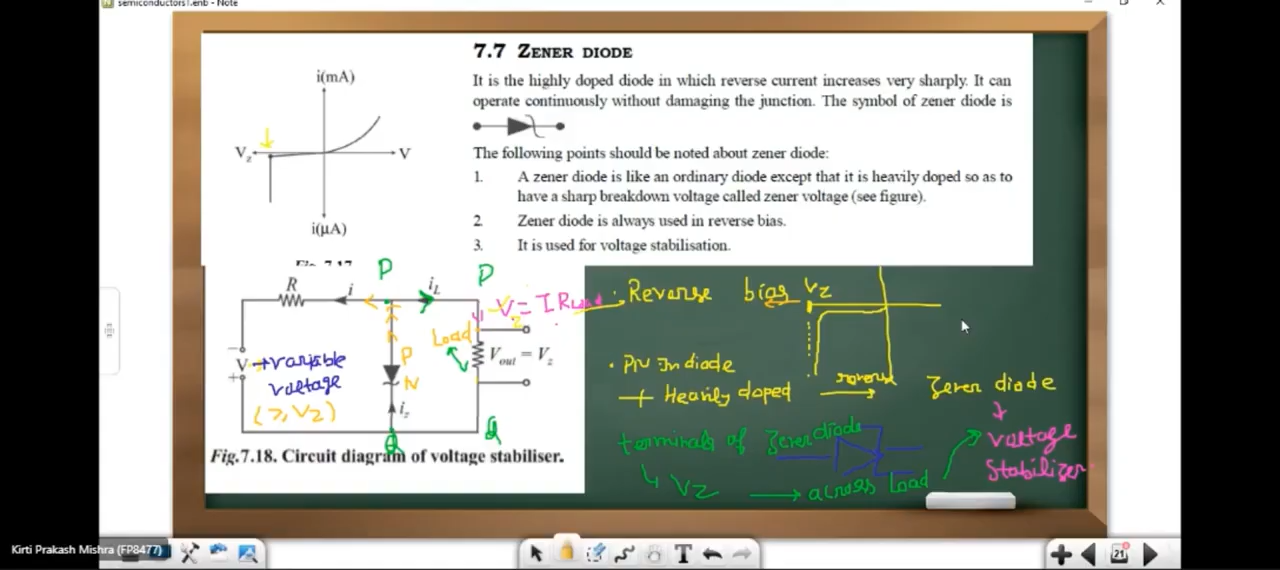 semiconductors1.enb - Note
7.7 ZENER DIODE
It is the highly doped diode in which reverse current increases very sharply. It can
operate continuously without damaging the junction. The symbol of zener diode is
The following points should be noted about zener diode:
1. A zener diode is like an ordinary diode except that it is heavily doped so as to
have a sharp breakdown voltage called zener voltage (see figure).
2. Zener diode is always used in reverse bias.
3. It is used for voltage stabilisation.
i(mA)
Vz
V
i(µA)
Fig 7.17
P
P
R
i
iL
Vz = IRLoad
Load
P
N
V → variable
voltage
(≥ Vz)
Vout = Vz
iz
Q
Q
Fig.7.18. Circuit diagram of voltage stabiliser.
Reverse bias Vz
PN Jn diode
Heavily doped
reverse
Zener diode
voltage
Stabilizer
terminals of Zener diode
Vz → across Load
Kirti Prakash Mishra (FP8477)
T
21